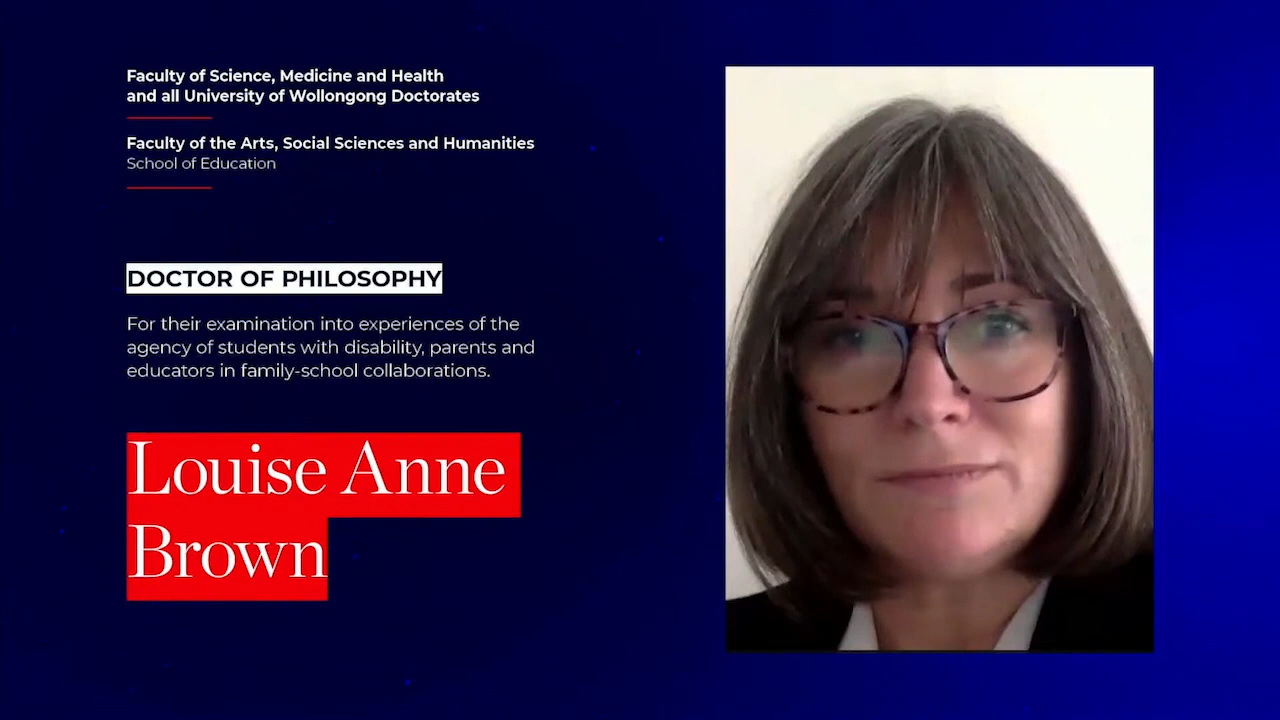 Faculty of Science, Medicine and Health
and all University of Wollongong Doctorates
Faculty of the Arts, Social Sciences and Humanities
School of Education
DOCTOR OF PHILOSOPHY
For their examination into experiences of the
agency of students with disability, parents and
educators in family-school collaborations.
Louise Anne
Brown